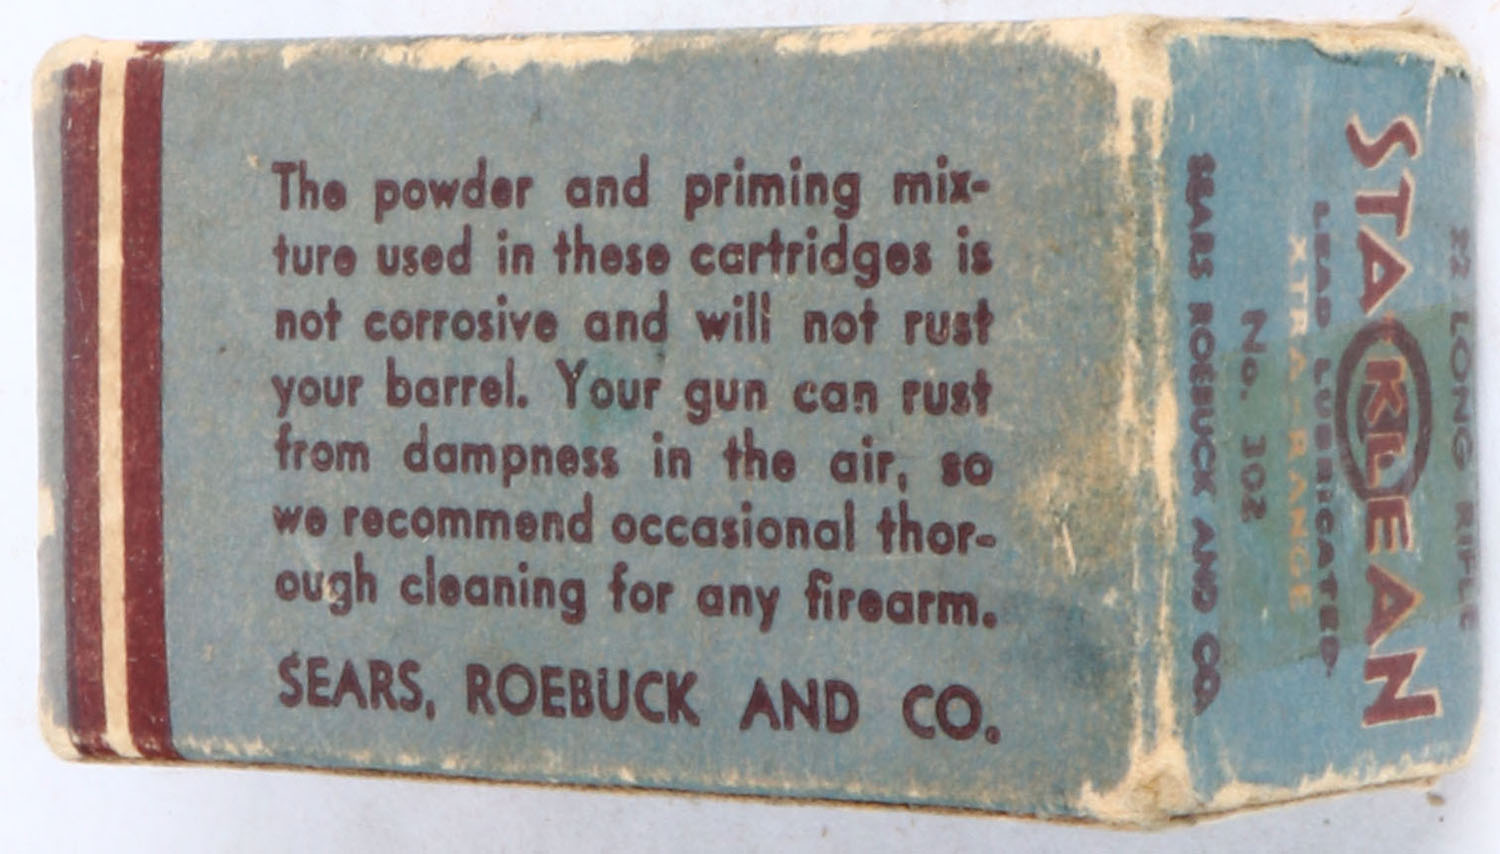 The powder and priming mix-
ture used in these cartridges is
not corrosive and will not rust
your barrel. Your gun can rust
from dampness in the air, so
we recommend occasional thor-
ough cleaning for any firearm.
SEARS, ROEBUCK AND CO.
22 LONG RIFLE
STA KLEAN
LEAD LUBRICATED
XTRA-RANGE
No. 302
SEARS ROEBUCK AND CO